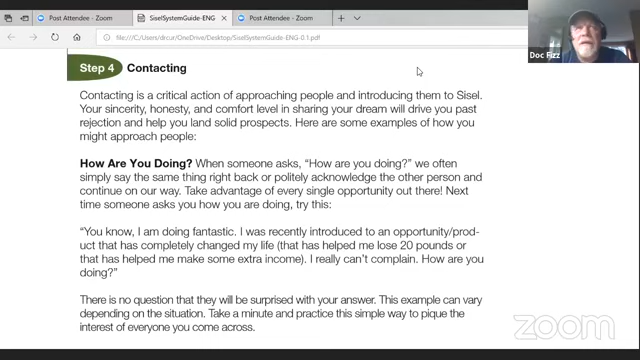 Post Attendee - Zoom
SiselSystemGuide-ENG
Post Attendee - Zoom
file:///C:/Users/drcur/OneDrive/Desktop/SiselSystemGuide-ENG-0.1.pdf
Doc Fizz
Step 4 Contacting
Contacting is a critical action of approaching people and introducing them to Sisel.
Your sincerity, honesty, and comfort level in sharing your dream will drive you past
rejection and help you land solid prospects. Here are some examples of how you
might approach people:
How Are You Doing? When someone asks, “How are you doing?” we often
simply say the same thing right back or politely acknowledge the other person and
continue on our way. Take advantage of every single opportunity out there! Next
time someone asks you how you are doing, try this:
“You know, I am doing fantastic. I was recently introduced to an opportunity/prod-
uct that has completely changed my life (that has helped me lose 20 pounds or
that has helped me make some extra income). I really can’t complain. How are you
doing?”
There is no question that they will be surprised with your answer. This example can vary
depending on the situation. Take a minute and practice this simple way to pique the
interest of everyone you come across.
zoom